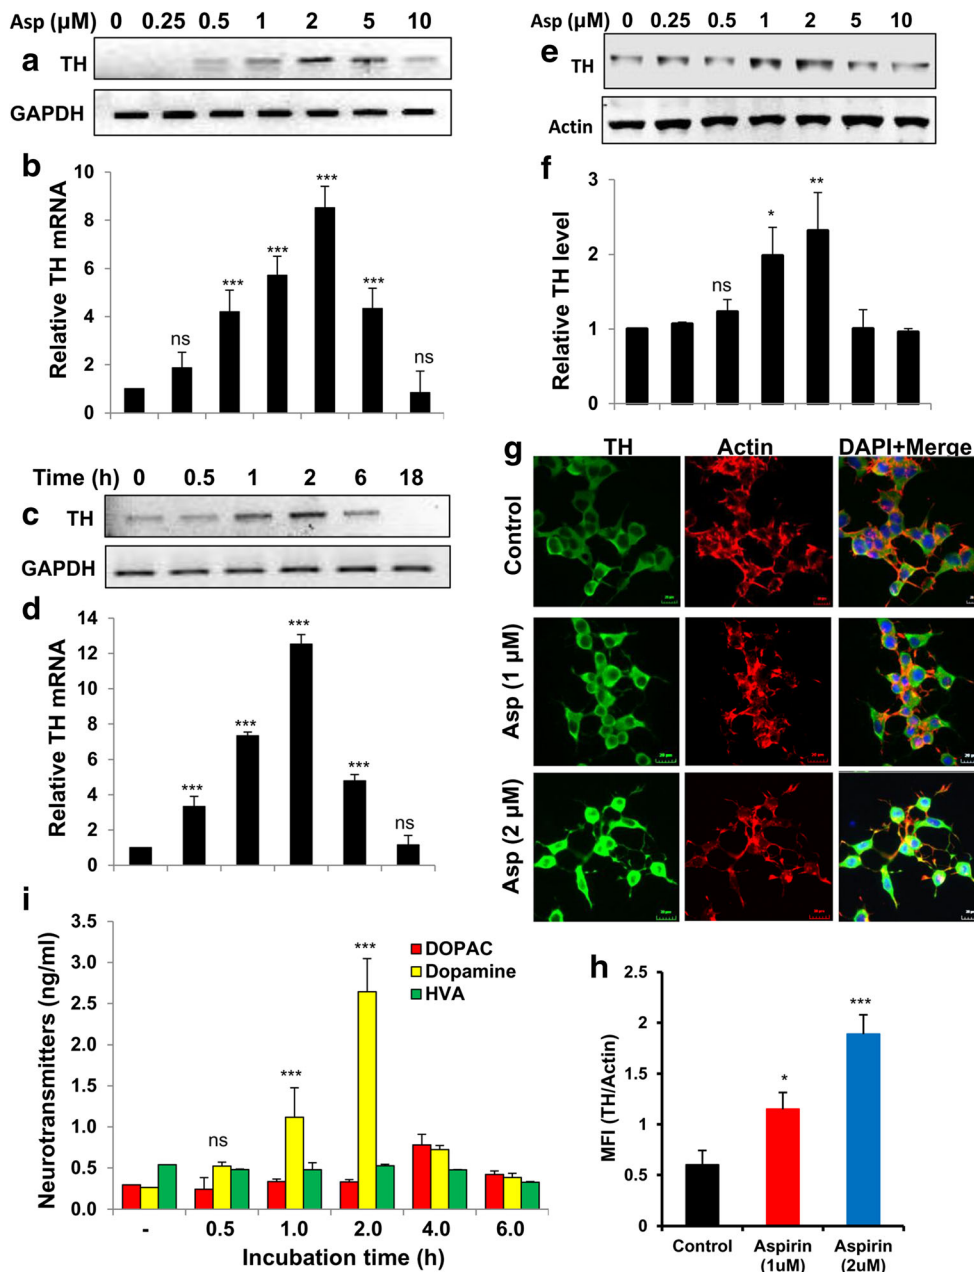 Asp (µM) 0 0.25 0.5 1 2 5 10
a
TH
GAPDH
b
Relative TH mRNA
10
8
6
4
2
0
ns
***
***
***
***
ns
Time (h) 0 0.5 1 2 6 18
c
TH
GAPDH
d
Relative TH mRNA
14
12
10
8
6
4
2
0
***
***
***
***
ns
Asp (µM) 0 0.25 0.5 1 2 5 10
e
TH
Actin
f
Relative TH level
3
2
1
0
ns
*
**
g
TH Actin DAPI+Merge
Control
Asp (1 µM)
Asp (2 µM)
i
Neurotransmitters (ng/ml)
3.5
3.0
2.5
2.0
1.5
1.0
0.5
0.0
ns
***
***
DOPAC
Dopamine
HVA
- 0.5 1.0 2.0 4.0 6.0
Incubation time (h)
h
MFI (TH/Actin)
2.5
2
1.5
1
0.5
0
*
***
Control Aspirin Aspirin
(1uM) (2uM)